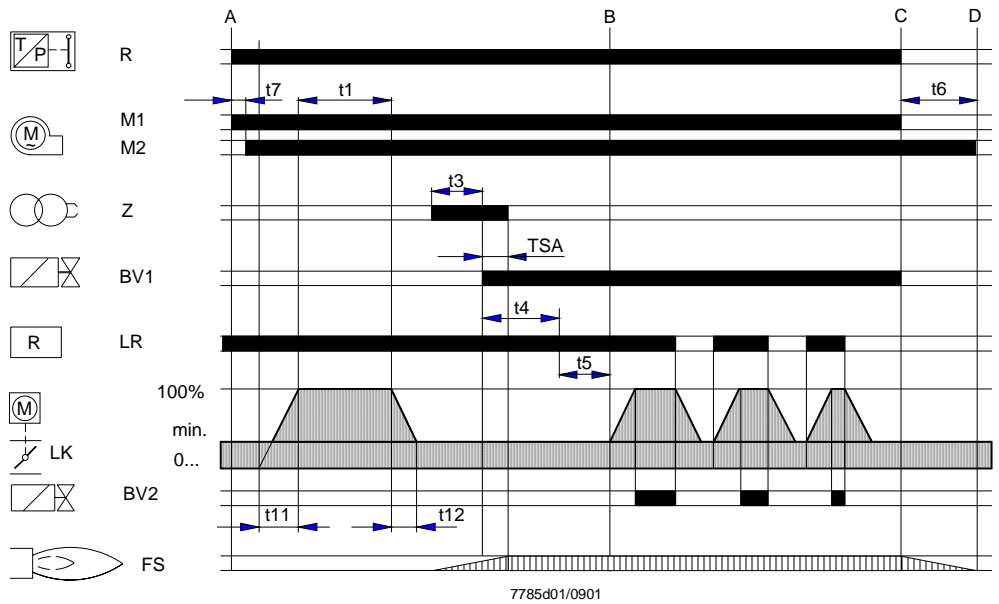 A B C D
T P R
t7 t1 t6
M1
M ~
M2
t3
Z
TSA
BV1
t4
R LR
t5
100%
M
min.
LK
0...
BV2
t11 t12
FS
7785d01/0901